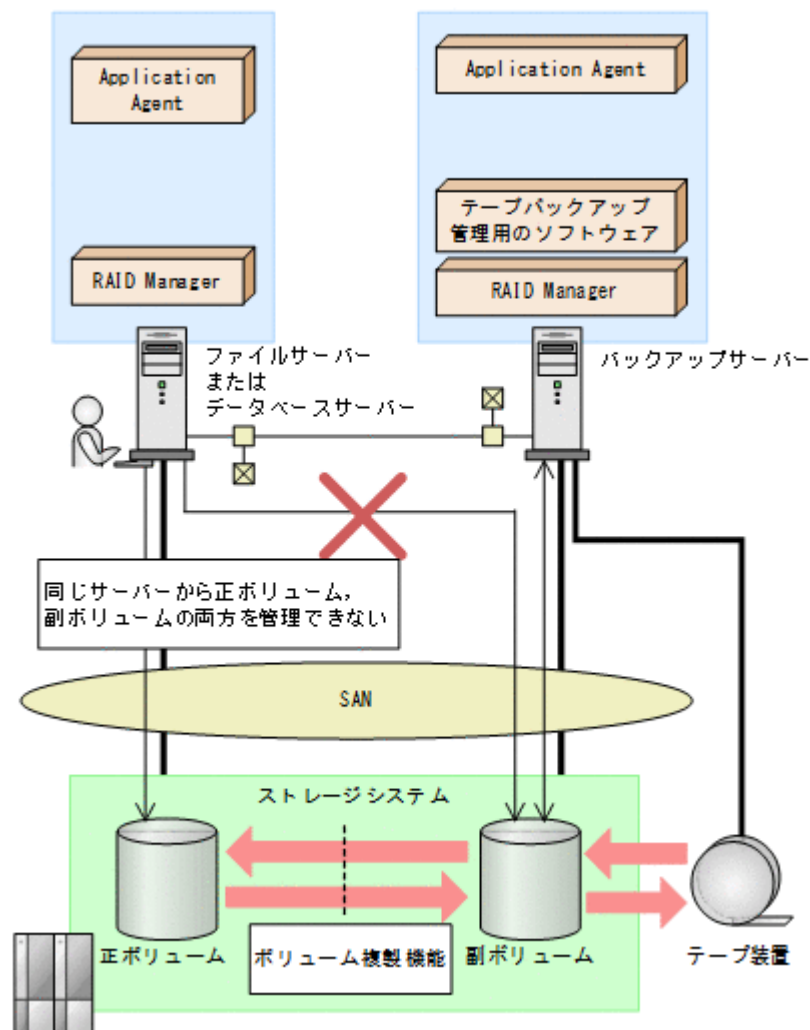 Application
Agent
RAID Manager
Application Agent
テープバックアップ
管理用のソフトウェア
RAID Manager
ファイルサーバー
または
データベースサーバー
バックアップサーバー
同じサーバーから正ボリューム，
副ボリュームの両方を管理できない
SAN
ストレージシステム
正ボリューム
ボリューム複製機能
副ボリューム
テープ装置